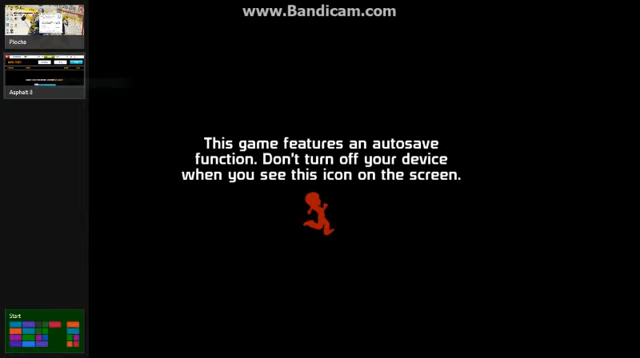 www.Bandicam.com
Plocha
Asphalt 8
This game features an autosave
function. Don't turn off your device
when you see this icon on the screen.
Start